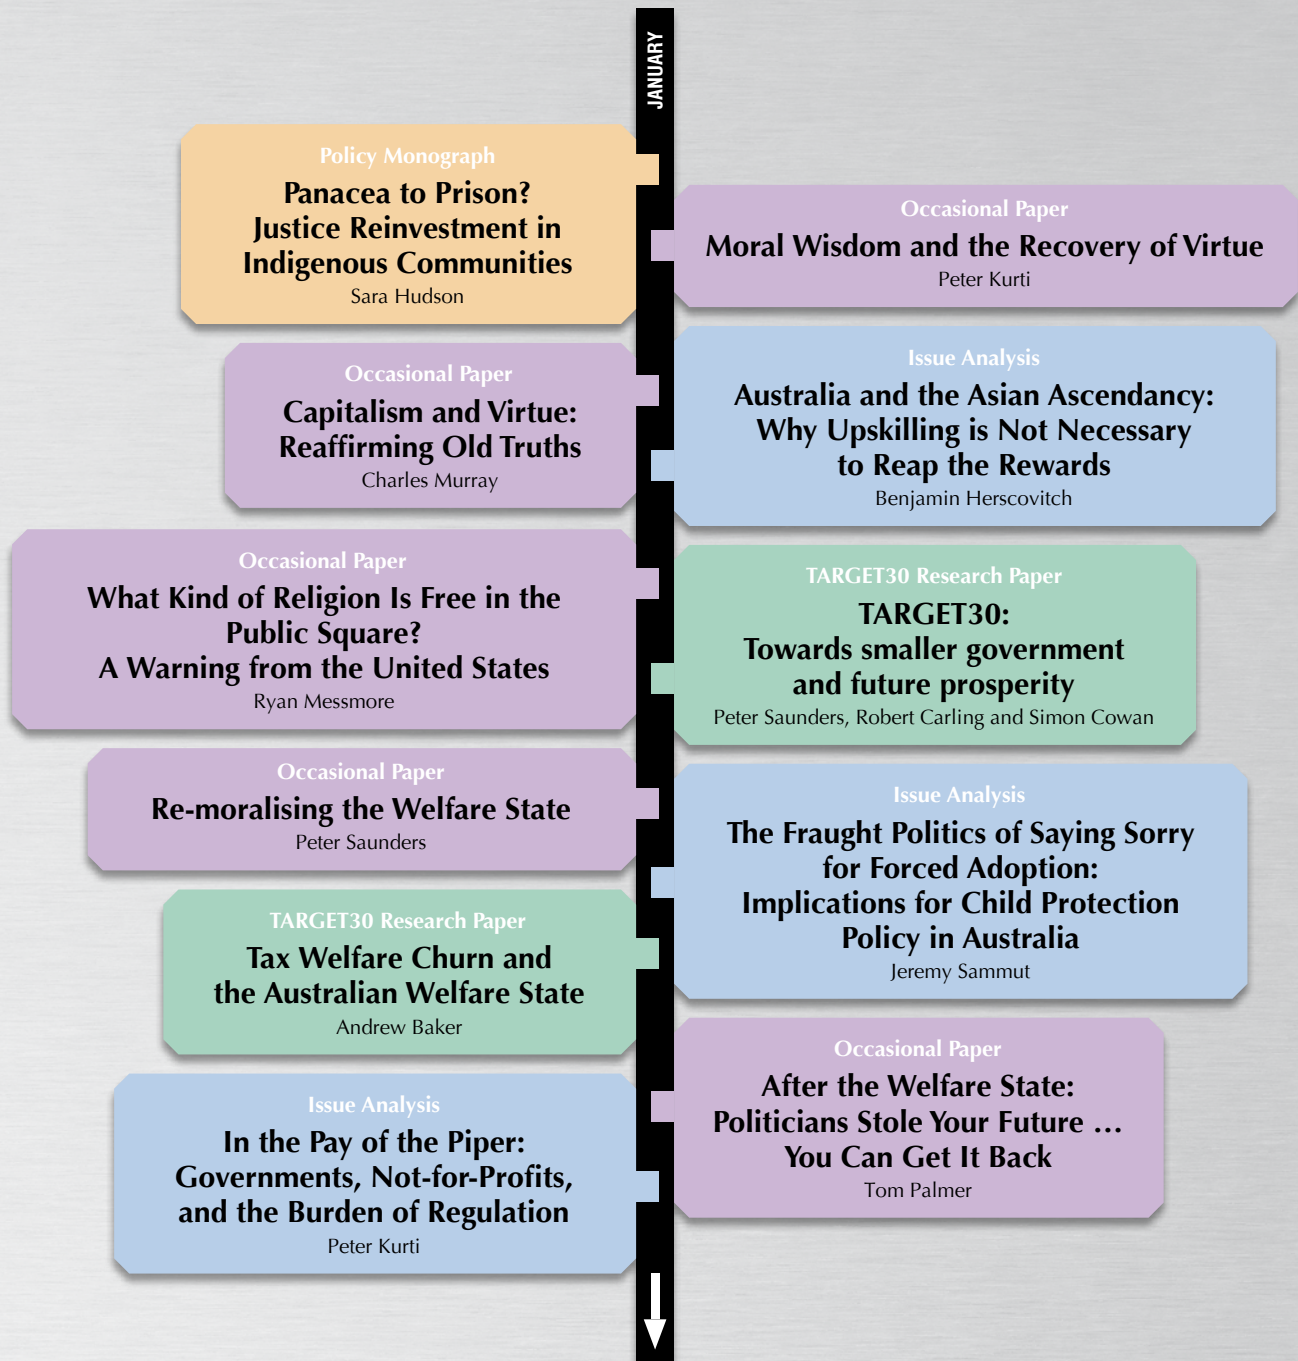 JANUARY
Policy Monograph
Panacea to Prison?
Justice Reinvestment in
Indigenous Communities
Sara Hudson
Occasional Paper
Moral Wisdom and the Recovery of Virtue
Peter Kurti
Occasional Paper
Capitalism and Virtue:
Reaffirming Old Truths
Charles Murray
Issue Analysis
Australia and the Asian Ascendancy:
Why Upskilling is Not Necessary
to Reap the Rewards
Benjamin Herscovitch
Occasional Paper
What Kind of Religion Is Free in the
Public Square?
A Warning from the United States
Ryan Messmore
TARGET30 Research Paper
TARGET30:
Towards smaller government
and future prosperity
Peter Saunders, Robert Carling and Simon Cowan
Occasional Paper
Re-moralising the Welfare State
Peter Saunders
Issue Analysis
The Fraught Politics of Saying Sorry
for Forced Adoption:
Implications for Child Protection
Policy in Australia
Jeremy Sammut
TARGET30 Research Paper
Tax Welfare Churn and
the Australian Welfare State
Andrew Baker
Occasional Paper
After the Welfare State:
Politicians Stole Your Future …
You Can Get It Back
Tom Palmer
Issue Analysis
In the Pay of the Piper:
Governments, Not-for-Profits,
and the Burden of Regulation
Peter Kurti